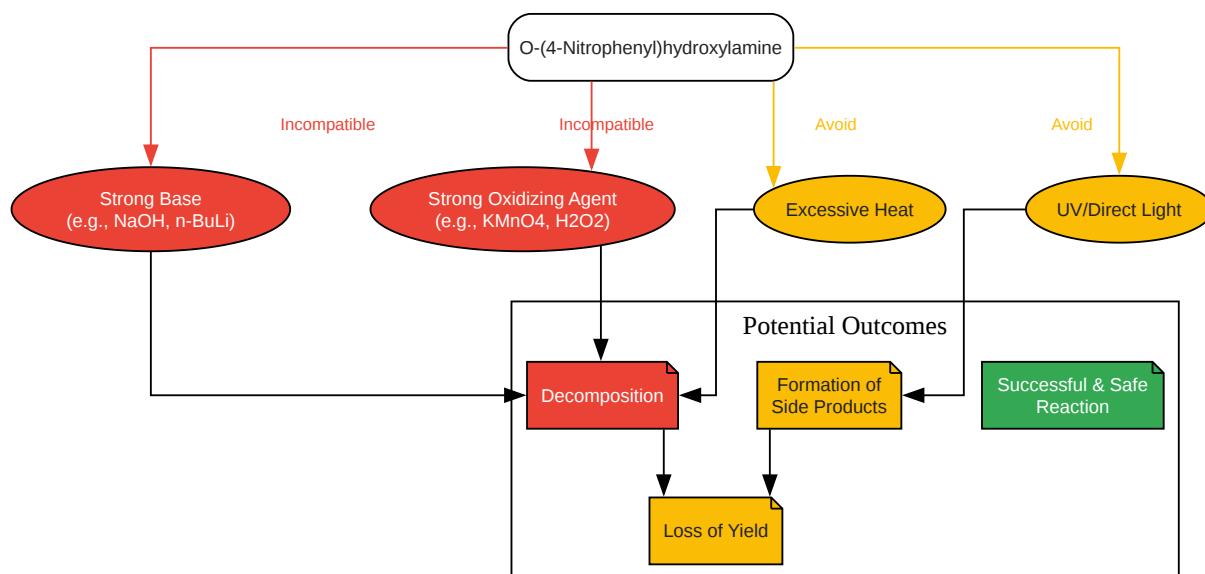 O-(4-Nitrophenyl)hydroxylamine
Incompatible
Incompatible
Avoid
Avoid
Strong Base
(e.g., NaOH, n-BuLi)
Strong Oxidizing Agent
(e.g., KMnO4, H2O2)
Excessive Heat
UV/Direct Light
Potential Outcomes
Decomposition
Formation of
Side Products
Successful & Safe
Reaction
Loss of Yield